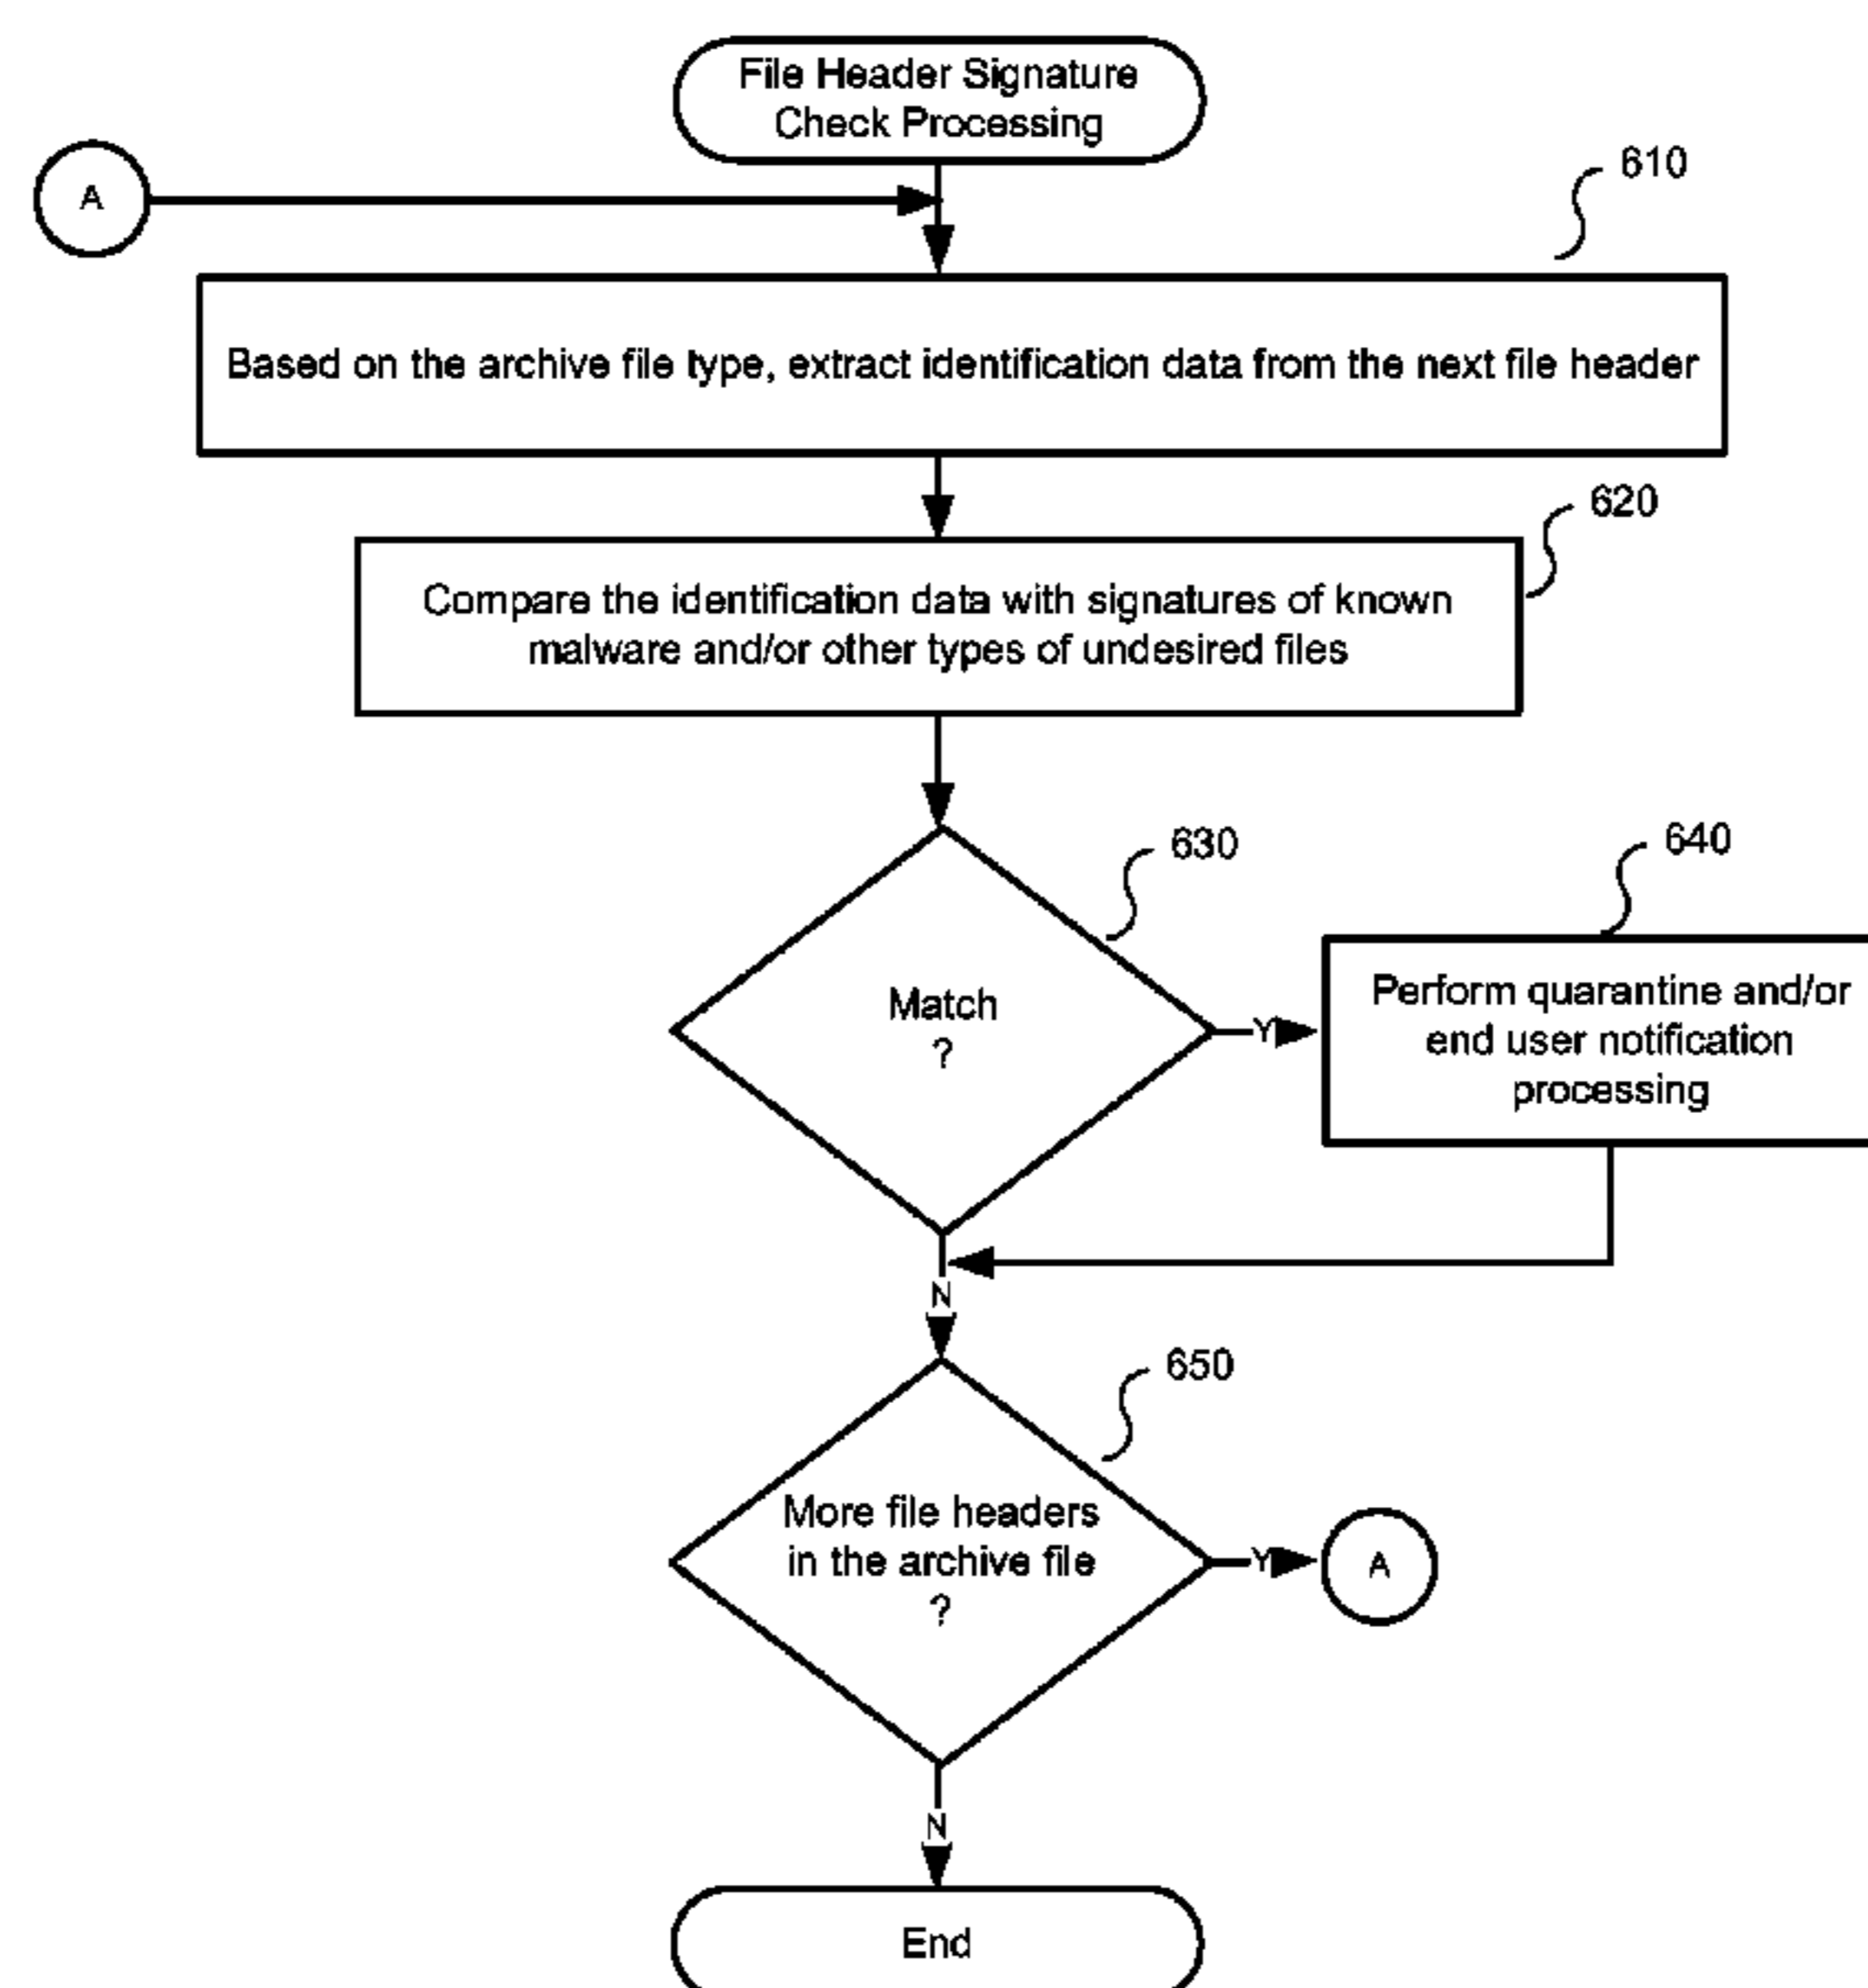 File Header Signature
Check Processing
A
610
Based on the archive file type, extract identification data from the next file header
620
Compare the identification data with signatures of known
malware and/or other types of undesired files
630
640
Match
?
Y
Perform quarantine and/or
end user notification
processing
N
650
More file headers
in the archive file
?
Y
A
N
End